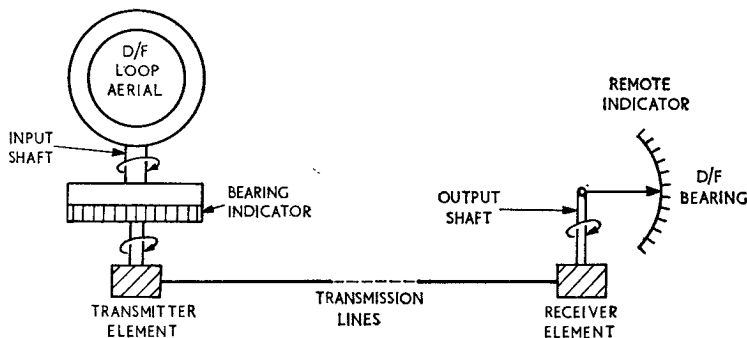 D/F
LOOP
AERIAL
INPUT
SHAFT
BEARING
INDICATOR
TRANSMITTER
ELEMENT
TRANSMISSION
LINES
REMOTE
INDICATOR
OUTPUT
SHAFT
D/F
BEARING
RECEIVER
ELEMENT